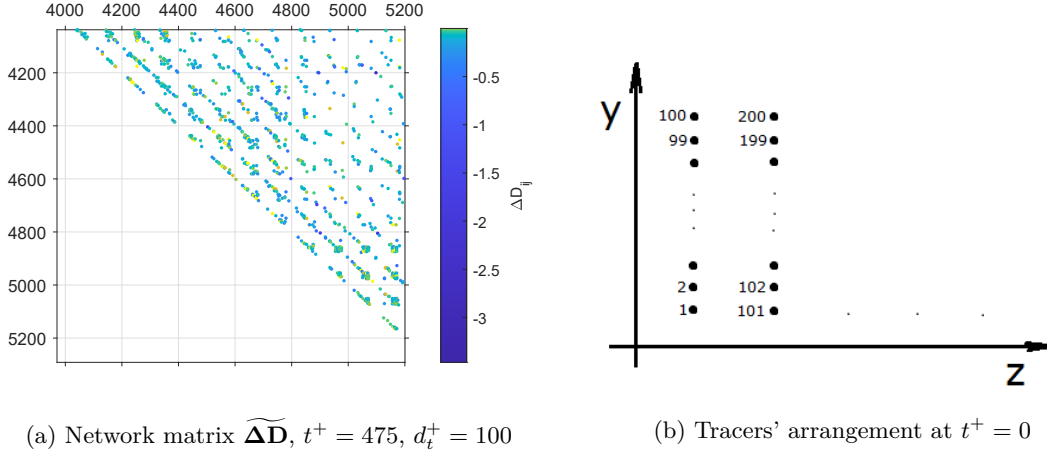 4000 4200 4400 4600 4800 5000 5200
4200
4400
4600
4800
5000
5200
-0.5
-1
-1.5
-2
-2.5
-3
ΔD_ij
y
100 200
99 199
2 102
1 101
z
(a) Network matrix \widetilde{ΔD}, t⁺ = 475, d_t⁺ = 100
(b) Tracers’ arrangement at t⁺ = 0